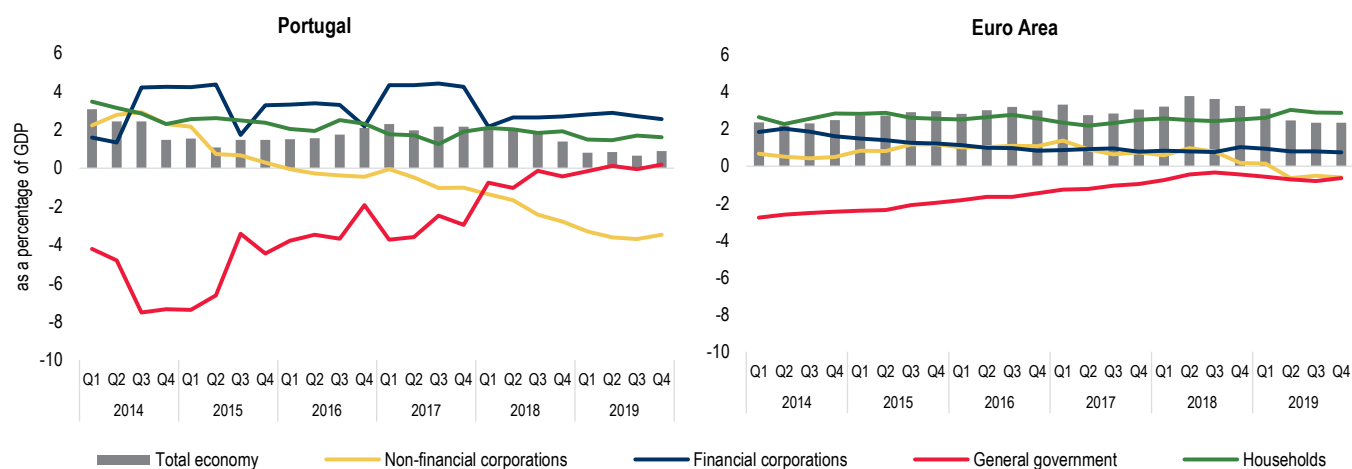 Portugal
as a percentage of GDP
6
4
2
0
-2
-4
-6
-8
-10
Q1 Q2 Q3 Q4 Q1 Q2 Q3 Q4 Q1 Q2 Q3 Q4 Q1 Q2 Q3 Q4 Q1 Q2 Q3 Q4 Q1 Q2 Q3 Q4
2014 2015 2016 2017 2018 2019
Euro Area
6
4
2
0
-2
-4
-6
-8
-10
Q1 Q2 Q3 Q4 Q1 Q2 Q3 Q4 Q1 Q2 Q3 Q4 Q1 Q2 Q3 Q4 Q1 Q2 Q3 Q4 Q1 Q2 Q3 Q4
2014 2015 2016 2017 2018 2019
Total economy Non-financial corporations Financial corporations General government Households